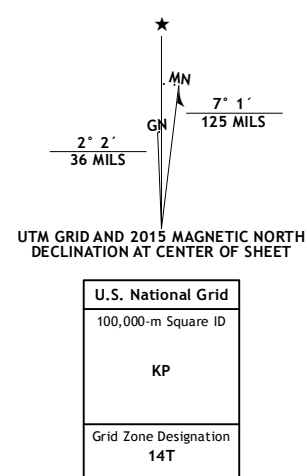 ★
MN
7° 1´
125 MILS
GN
2° 2´
36 MILS
UTM GRID AND 2015 MAGNETIC NORTH
DECLINATION AT CENTER OF SHEET
U.S. National Grid
100,000-m Square ID
KP
Grid Zone Designation
14T